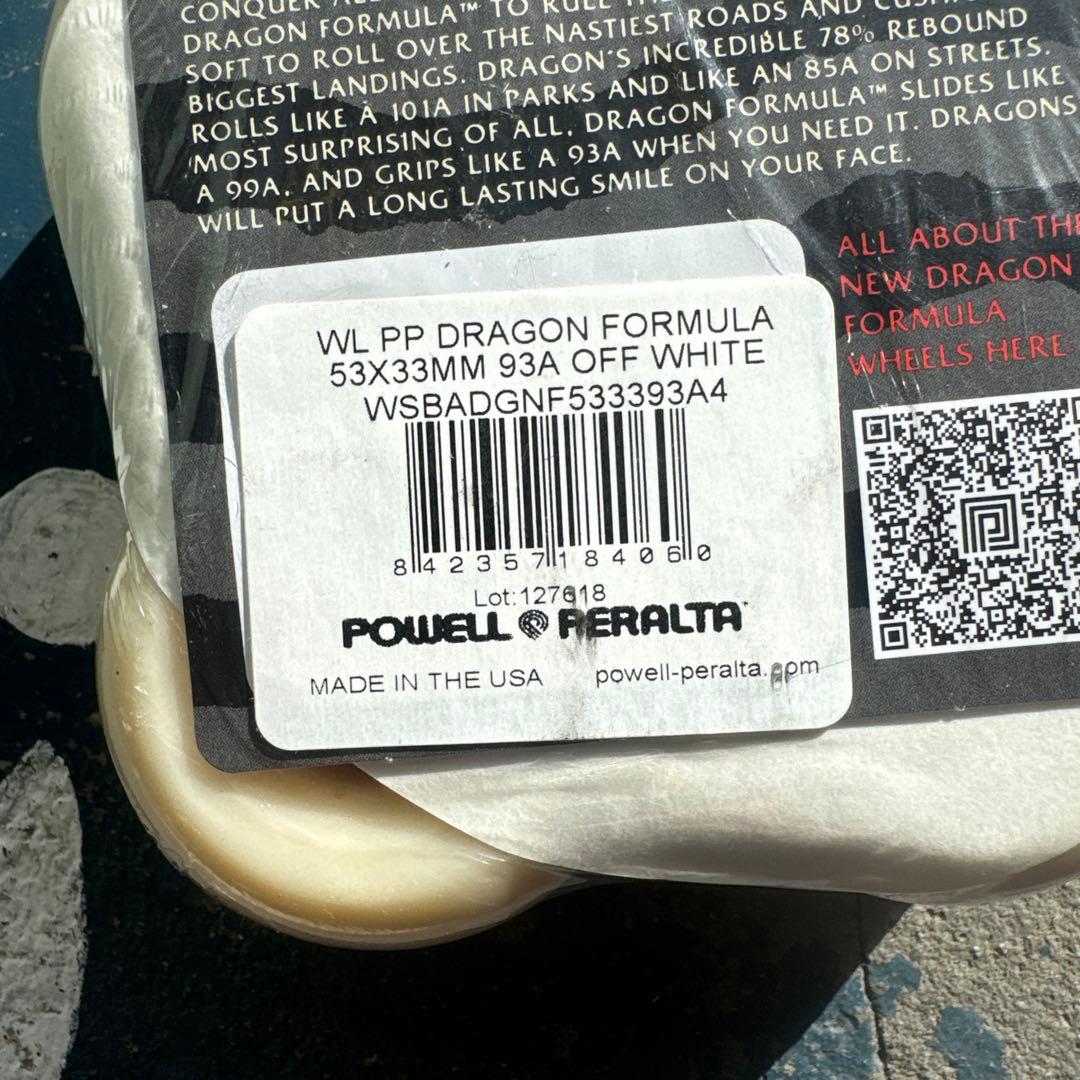 CONQUER
DRAGON FORMULA™ TO RULE
SOFT TO ROLL OVER THE NASTIEST ROADS AND
BIGGEST LANDINGS. DRAGON'S INCREDIBLE 78% REBOUND
ROLLS LIKE A 101A IN PARKS AND LIKE AN 85A ON STREETS.
MOST SURPRISING OF ALL, DRAGON FORMULA™ SLIDES LIKE
A 99A, AND GRIPS LIKE A 93A WHEN YOU NEED IT. DRAGONS
WILL PUT A LONG LASTING SMILE ON YOUR FACE.
ALL ABOUT THE
NEW DRAGON
FORMULA
WHEELS HERE:
WL PP DRAGON FORMULA
53X33MM 93A OFF WHITE
WSBADGNF533393A4
8 42357 18406 0
Lot:127618
POWELL PERALTA
MADE IN THE USA powell-peralta.com